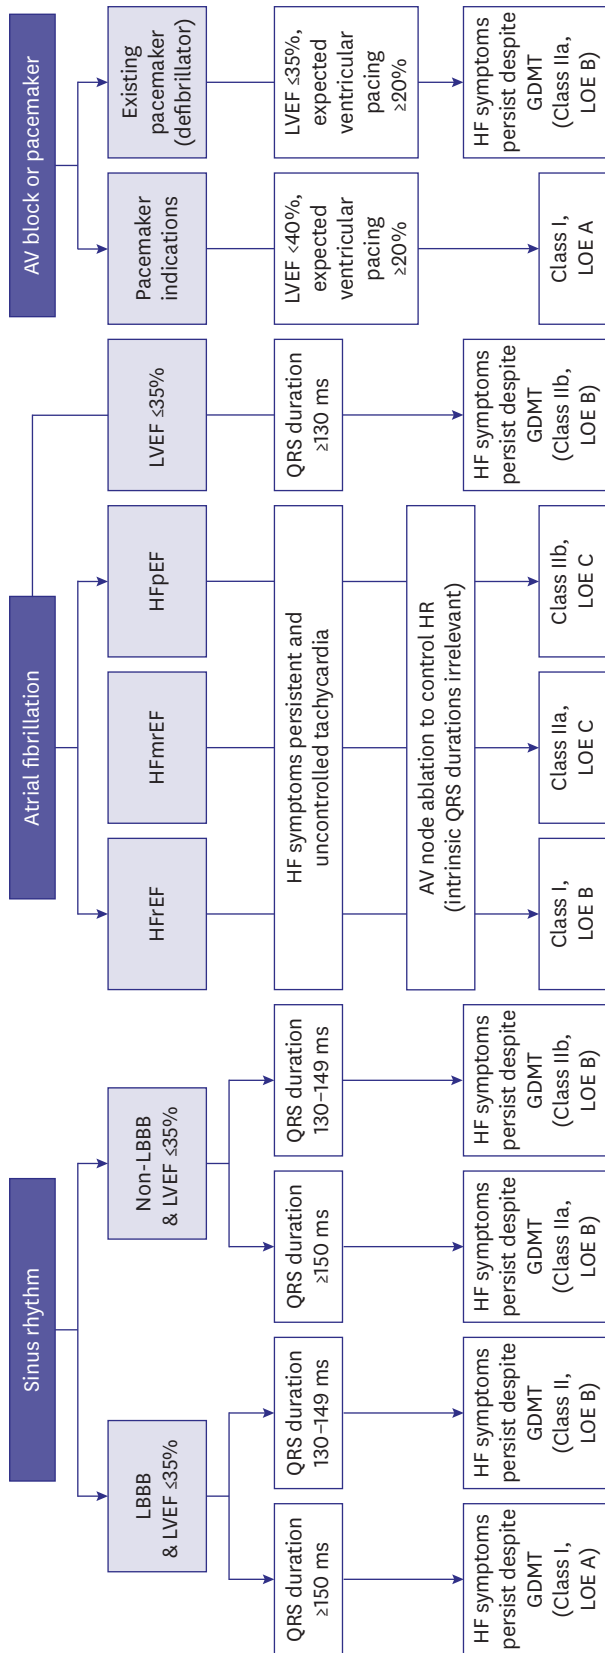 Sinus rhythm
Atrial fibrillation
AV block or pacemaker
LBBB
& LVEF ≤35%
Non-LBBB
& LVEF ≤35%
HFrEF
HFmrEF
HFpEF
LVEF ≤35%
Pacemaker
indications
Existing
pacemaker
(defibrillator)
QRS duration
≥150 ms
QRS duration
130–149 ms
QRS duration
≥150 ms
QRS duration
130–149 ms
HF symptoms persistent and
uncontrolled tachycardia
QRS duration
≥130 ms
LVEF <40%,
expected
ventricular
pacing
≥20%
LVEF ≤35%,
expected
ventricular
pacing
≥20%
AV node ablation to control HR
(intrinsic QRS durations irrelevant)
HF symptoms
persist despite
GDMT
(Class I,
LOE A)
HF symptoms
persist despite
GDMT
(Class II,
LOE B)
HF symptoms
persist despite
GDMT
(Class IIa,
LOE B)
HF symptoms
persist despite
GDMT
(Class IIb,
LOE B)
Class I,
LOE B
Class IIa,
LOE C
Class IIb,
LOE C
HF symptoms
persist despite
GDMT
(Class IIb,
LOE B)
Class I,
LOE A
HF symptoms
persist despite
GDMT
(Class IIa,
LOE B)